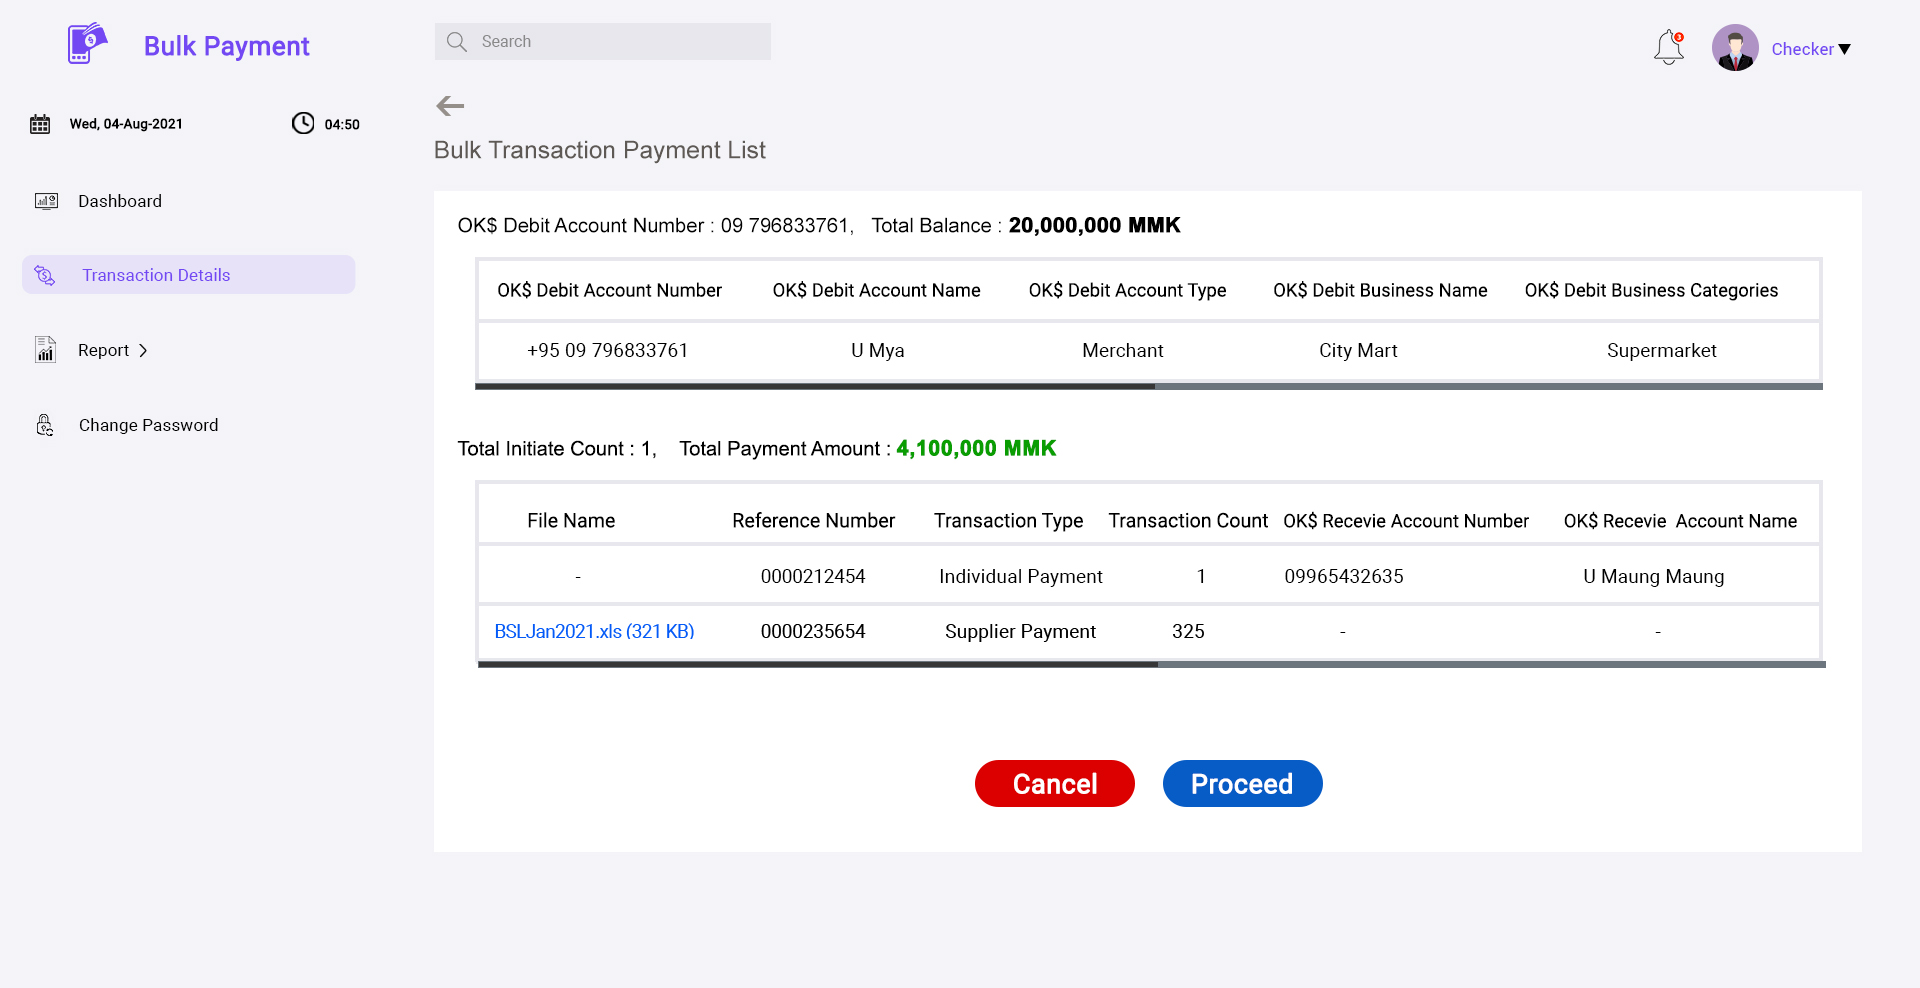 Bulk Payment
Search
3
Checker
Wed, 04-Aug-2021
04:50
Dashboard
Transaction Details
Report
Change Password
Bulk Transaction Payment List
OK$ Debit Account Number : 09 796833761, Total Balance : 20,000,000 MMK
OK$ Debit Account Number OK$ Debit Account Name OK$ Debit Account Type OK$ Debit Business Name OK$ Debit Business Categories
+95 09 796833761 U Mya Merchant City Mart Supermarket
Total Initiate Count : 1, Total Payment Amount : 4,100,000 MMK
File Name Reference Number Transaction Type Transaction Count OK$ Recevie Account Number OK$ Recevie Account Name
- 0000212454 Individual Payment 1 09965432635 U Maung Maung
BSLJan2021.xls (321 KB) 0000235654 Supplier Payment 325 - -
Cancel Proceed